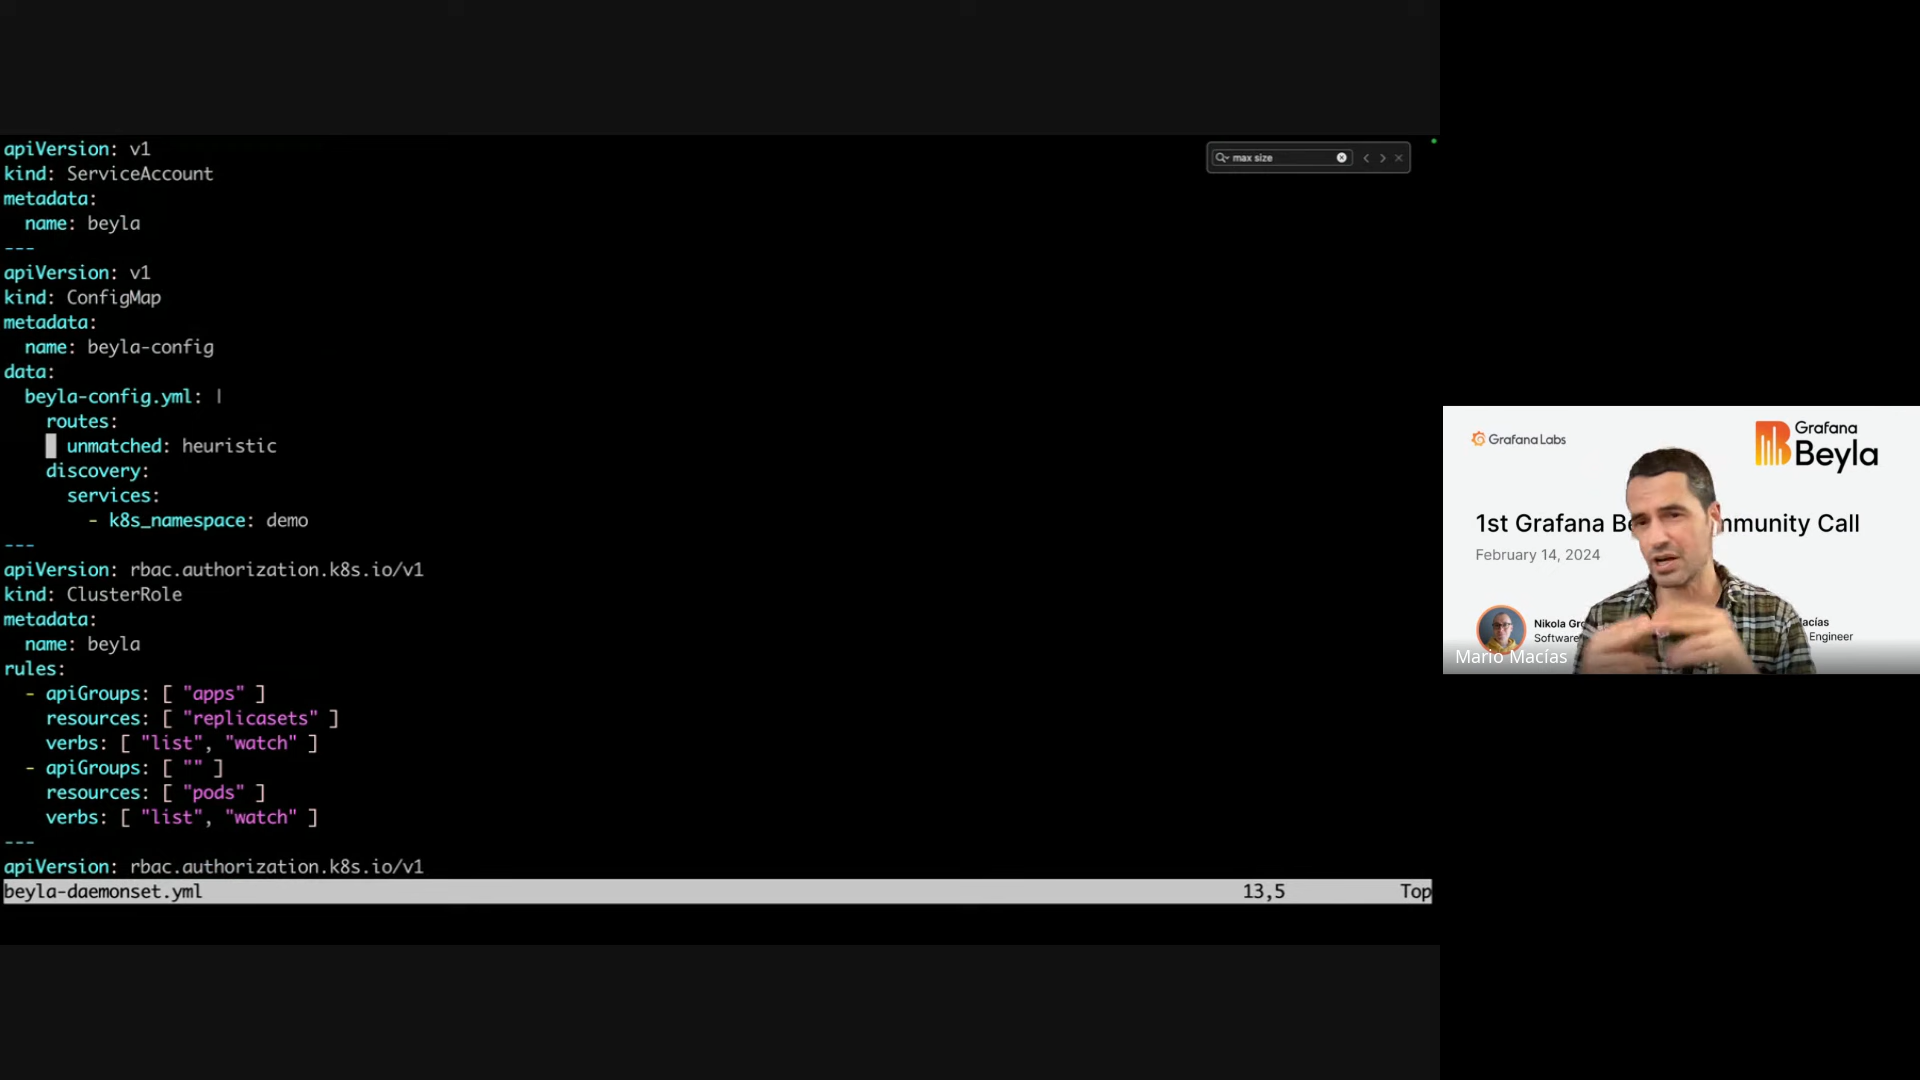 apiVersion: v1
kind: ServiceAccount
metadata:
  name: beyla
---
apiVersion: v1
kind: ConfigMap
metadata:
  name: beyla-config
data:
  beyla-config.yml: |
    routes:
      unmatched: heuristic
    discovery:
      services:
        - k8s_namespace: demo
---
apiVersion: rbac.authorization.k8s.io/v1
kind: ClusterRole
metadata:
  name: beyla
rules:
  - apiGroups: [ "apps" ]
    resources: [ "replicasets" ]
    verbs: [ "list", "watch" ]
  - apiGroups: [ "" ]
    resources: [ "pods" ]
    verbs: [ "list", "watch" ]
---
apiVersion: rbac.authorization.k8s.io/v1
beyla-daemonset.yml 13,5 Top
max size
Grafana Labs
Grafana
Beyla
1st Grafana Community Call
February 14, 2024
Nikola
Software Engineer
Mario Macías